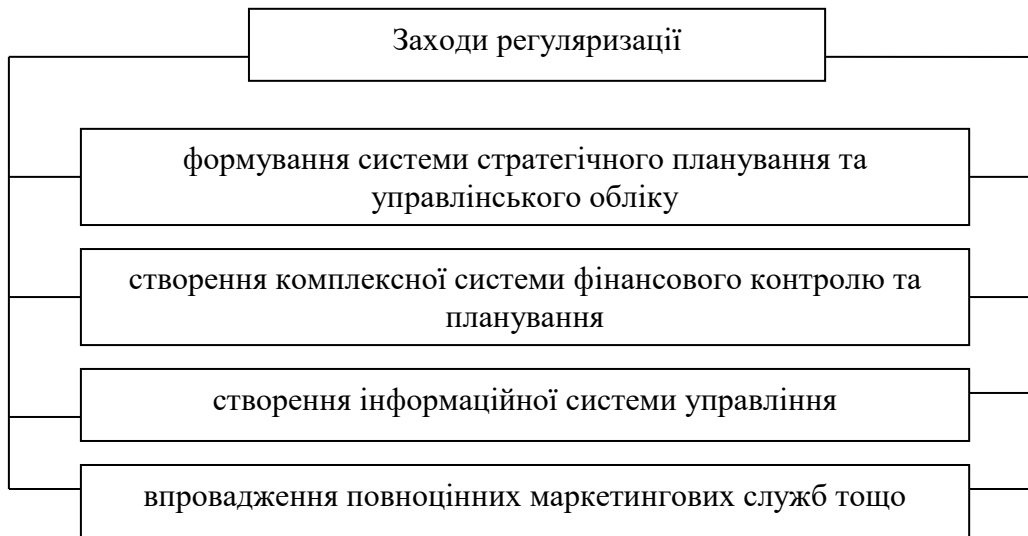 Заходи регуляризації
формування системи стратегічного планування та
управлінського обліку
створення комплексної системи фінансового контролю та
планування
створення інформаційної системи управління
впровадження повноцінних маркетингових служб тощо